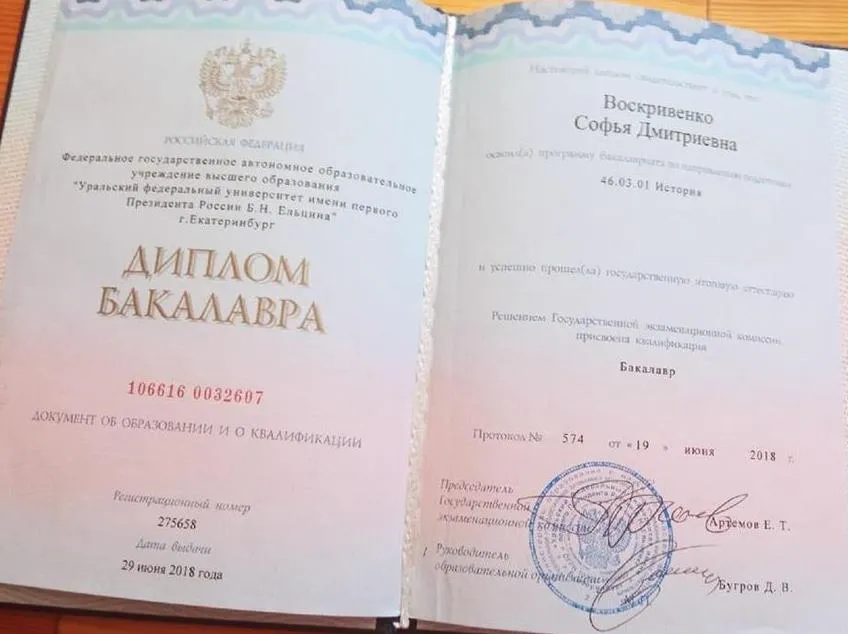 РОССИЙСКАЯ ФЕДЕРАЦИЯ
Федеральное государственное автономное образовательное
учреждение высшего образования
"Уральский федеральный университет имени первого
Президента России Б.Н. Ельцина"
г.Екатеринбург
ДИПЛОМ
БАКАЛАВРА
106616 0032607
ДОКУМЕНТ ОБ ОБРАЗОВАНИИ И О КВАЛИФИКАЦИИ
Регистрационный номер
275658
Дата выдачи
29 июня 2018 года
Настоящий диплом свидетельствует о том, что
Воскривенко
Софья Дмитриевна
освоил(а) программу бакалавриата по направлению подготовки
46.03.01 История
и успешно прошел(ла) государственную итоговую аттестацию
Решением Государственной экзаменационной комиссии
присвоена квалификация
Бакалавр
Протокол № 574 от « 19 » июня 2018 г.
Председатель
Государственной
экзаменационной комиссии Артемов Е. Т.
Руководитель
образовательной организации Бугров Д. В.